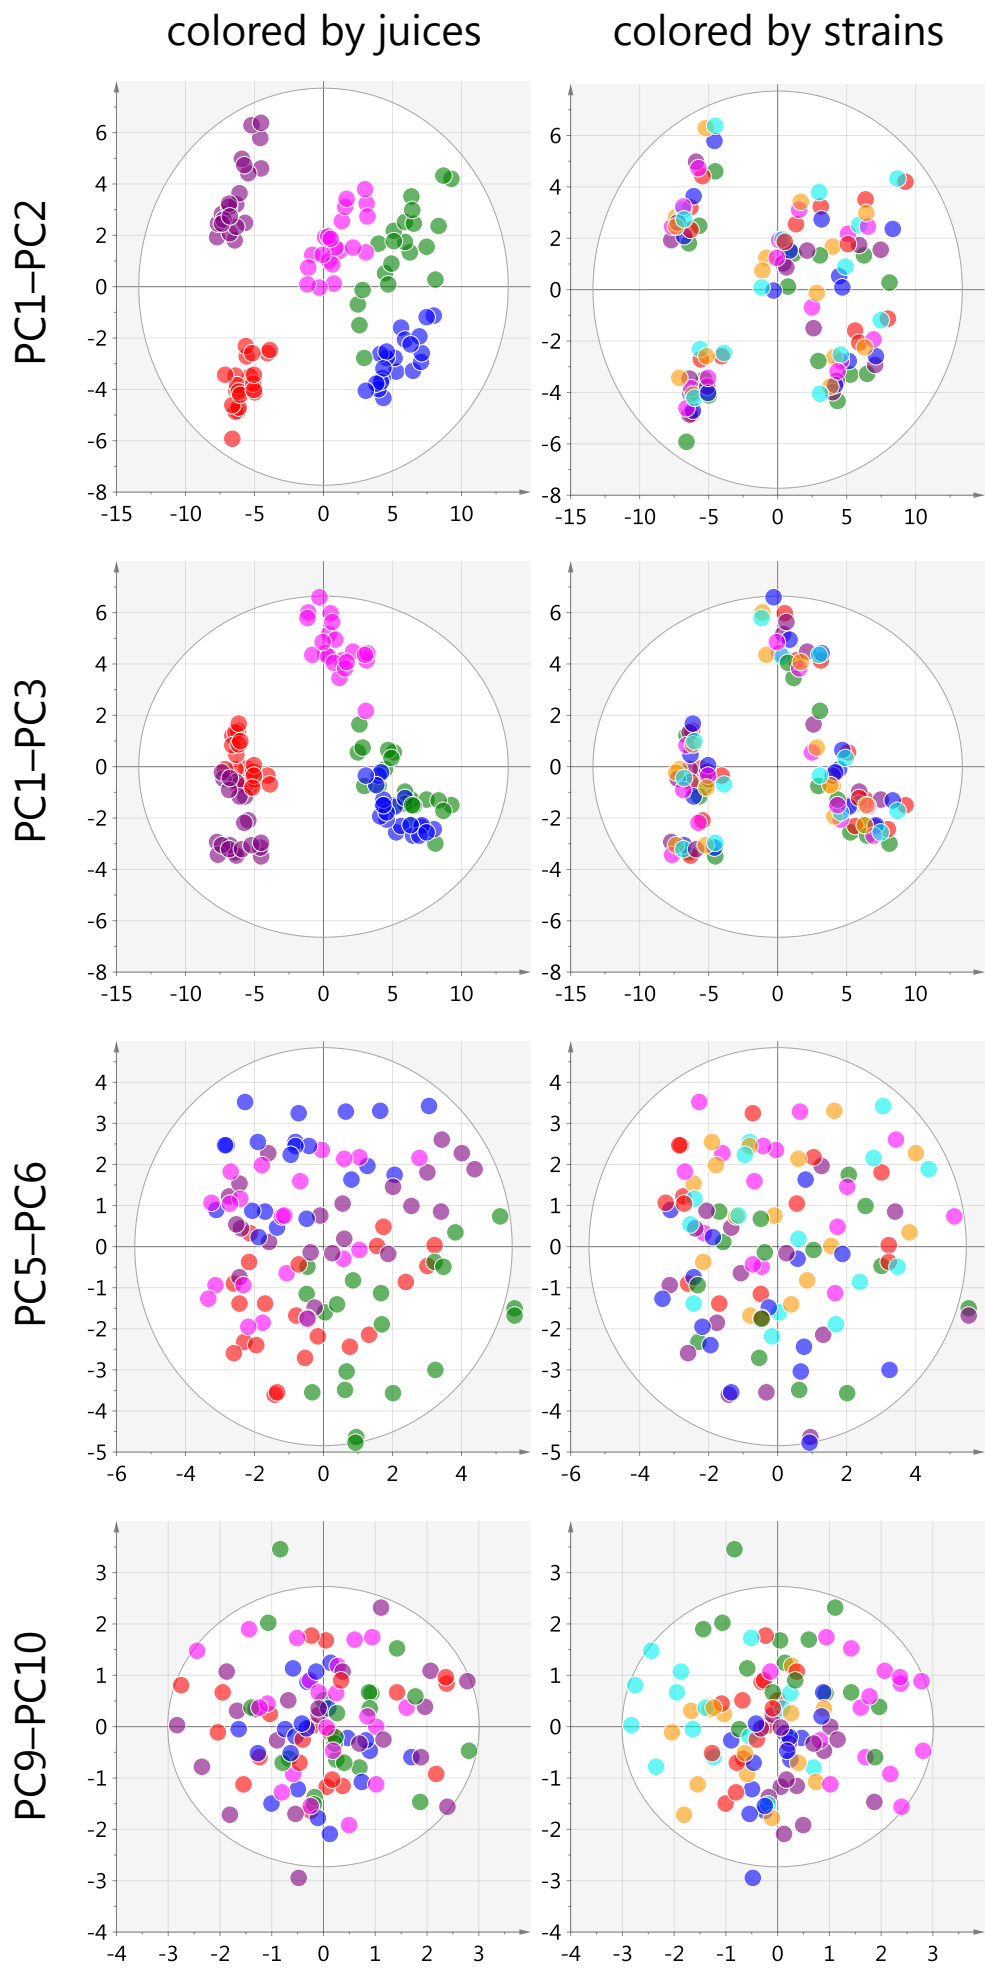 colored by juices colored by strains
PC1–PC2
6 4 2 0 -2 -4 -6 -8
-15 -10 -5 0 5 10
6 4 2 0 -2 -4 -6 -8
-15 -10 -5 0 5 10
PC1–PC3
6 4 2 0 -2 -4 -6 -8
-15 -10 -5 0 5 10
6 4 2 0 -2 -4 -6 -8
-15 -10 -5 0 5 10
PC5–PC6
4 3 2 1 0 -1 -2 -3 -4 -5
-6 -4 -2 0 2 4
4 3 2 1 0 -1 -2 -3 -4 -5
-6 -4 -2 0 2 4
PC9–PC10
3 2 1 0 -1 -2 -3 -4
-4 -3 -2 -1 0 1 2 3
3 2 1 0 -1 -2 -3 -4
-4 -3 -2 -1 0 1 2 3